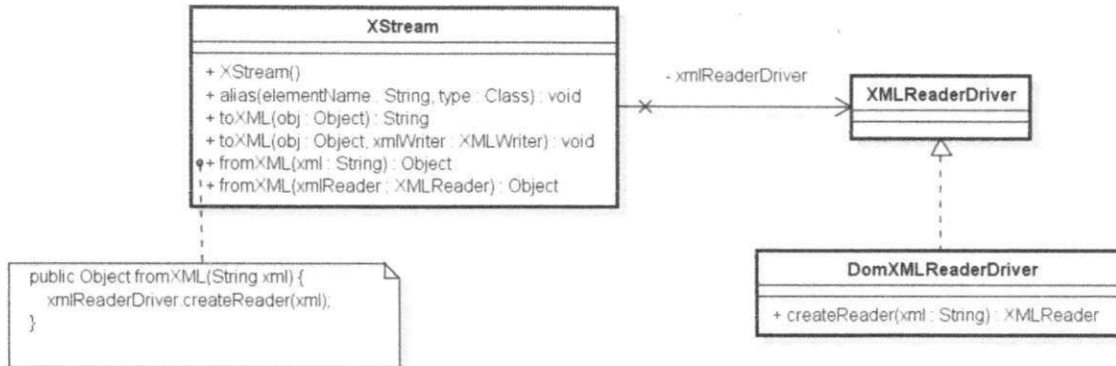 XStream
+ XStream()
+ alias(elementName : String, type : Class) : void
+ toXML(obj : Object) : String
+ toXML(obj : Object, xmlWriter : XMLWriter) : void
+ fromXML(xml : String) : Object
+ fromXML(xmlReader : XMLReader) : Object
- xmlReaderDriver
XMLReaderDriver
public Object fromXML(String xml) {
xmlReaderDriver.createReader(xml);
}
DomXMLReaderDriver
+ createReader(xml : String) : XMLReader